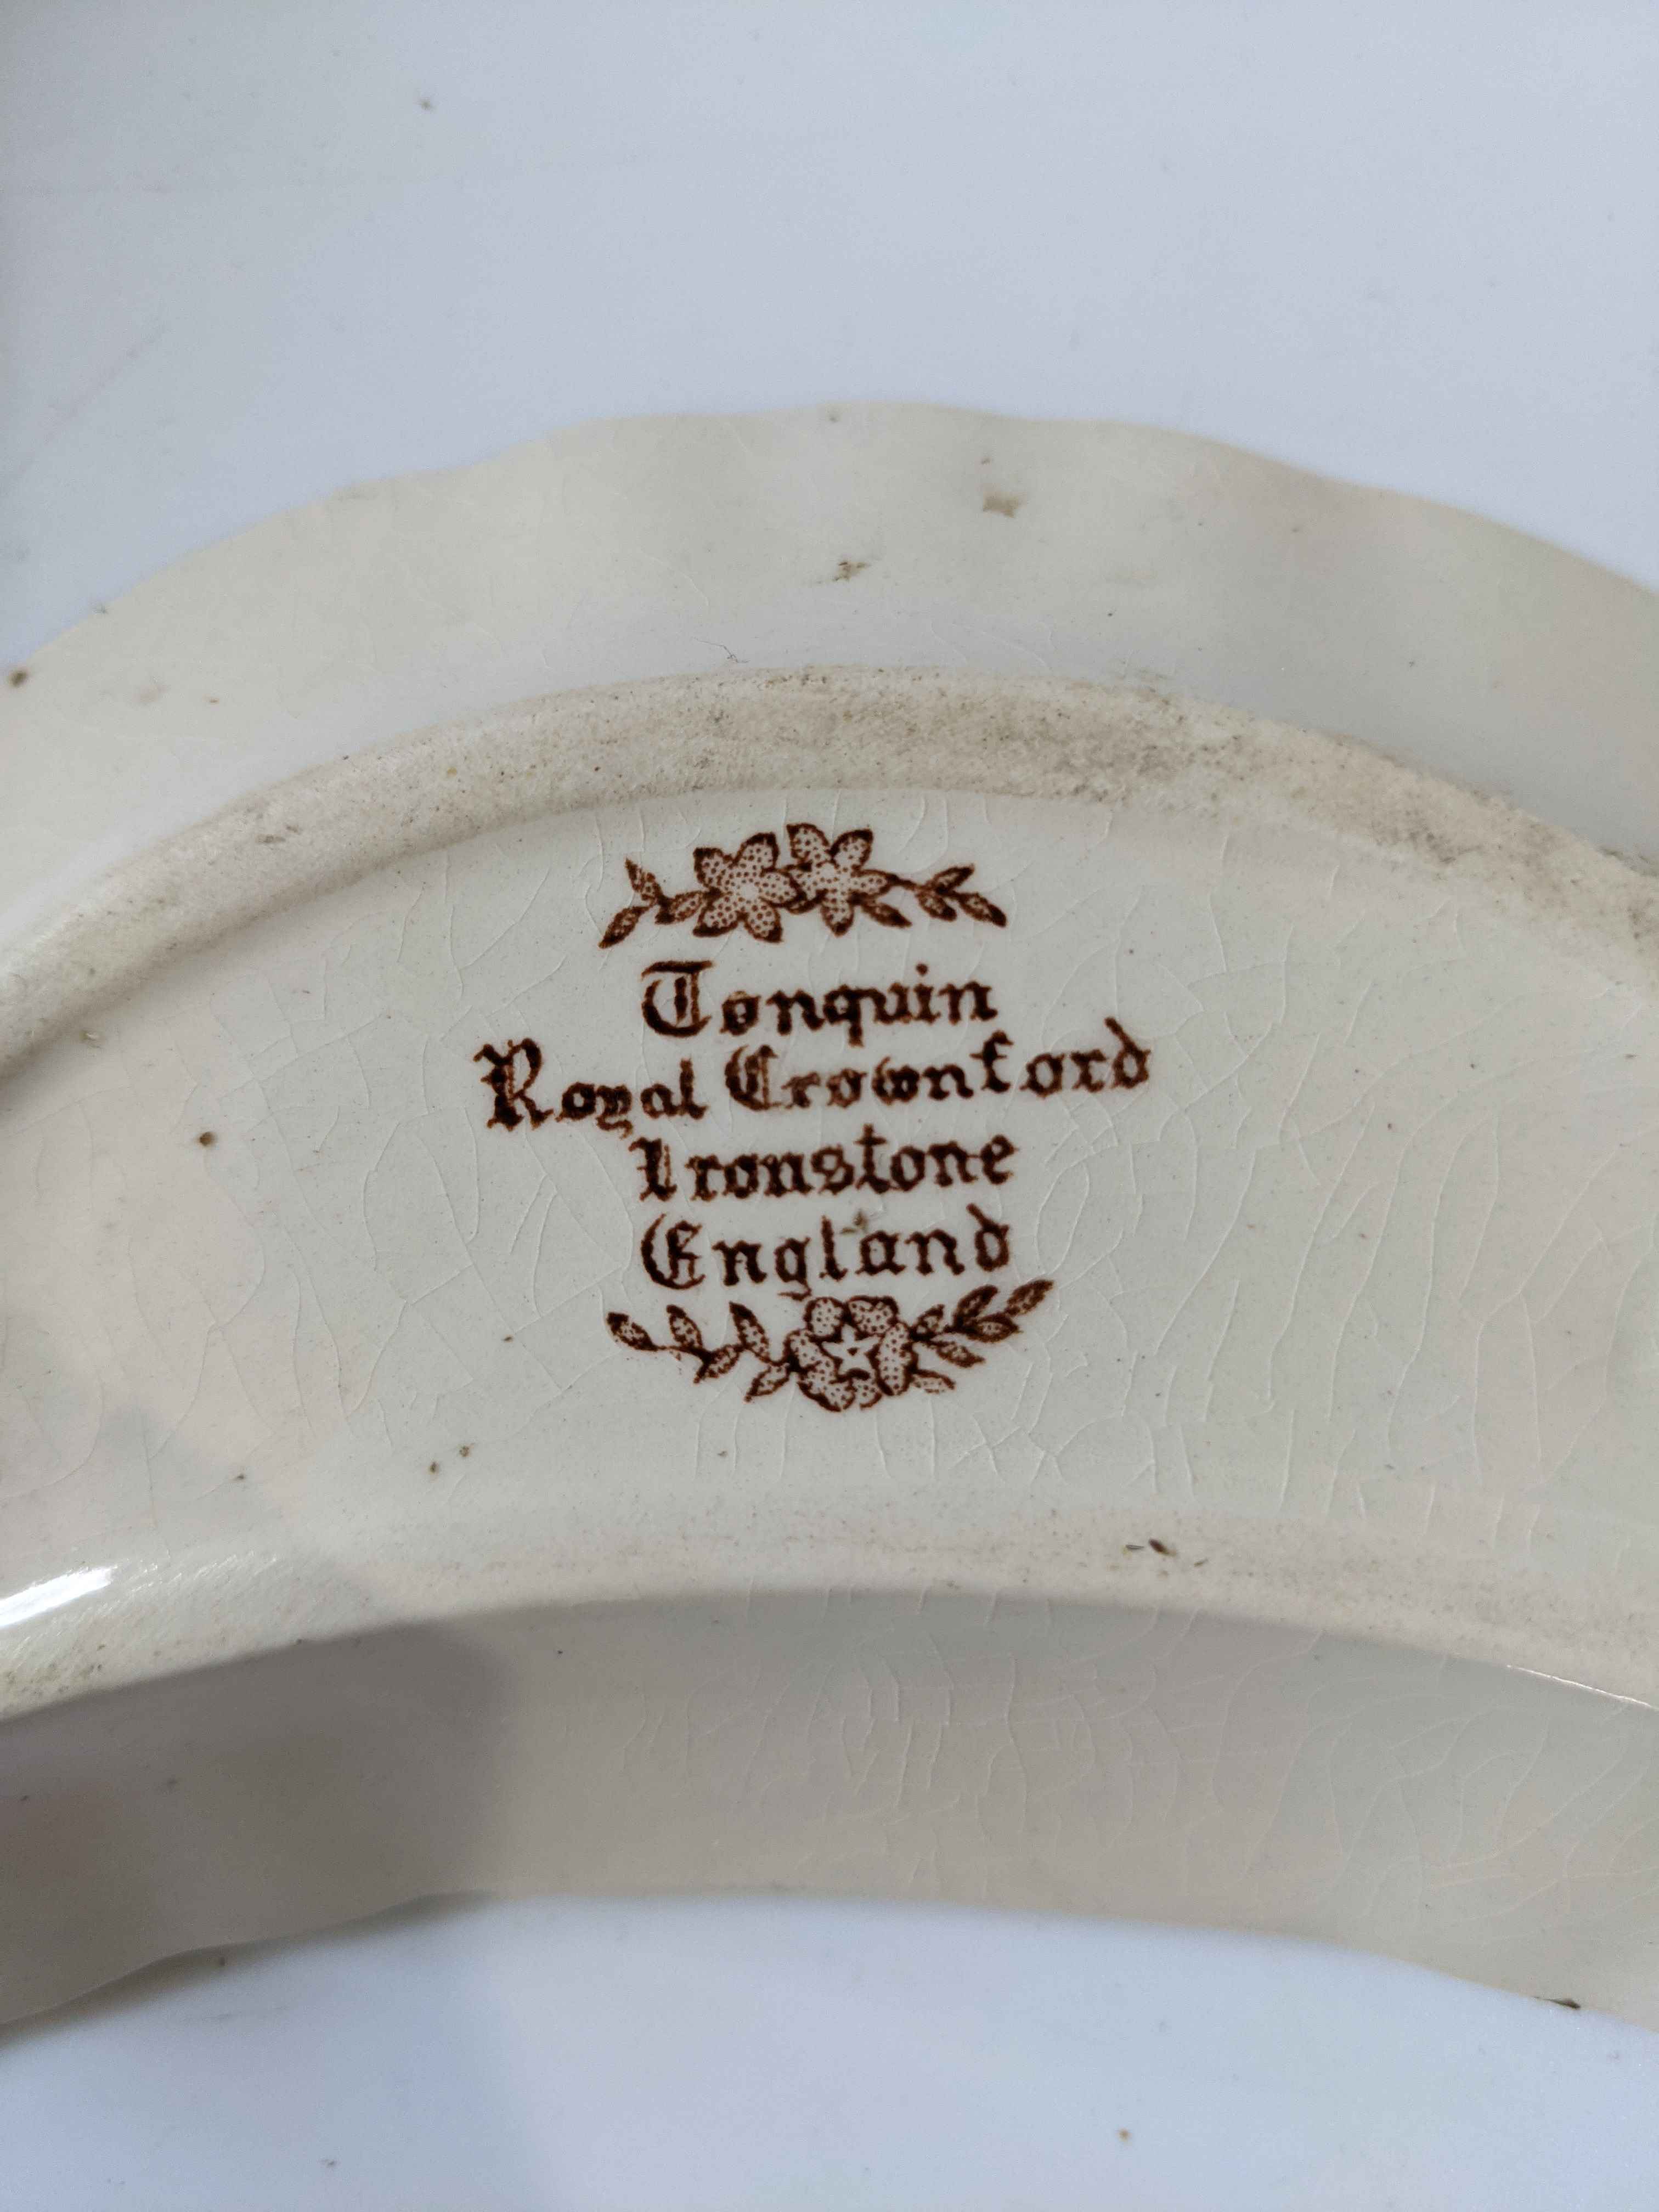 Tonquin
Royal Crownford
Ironstone
England